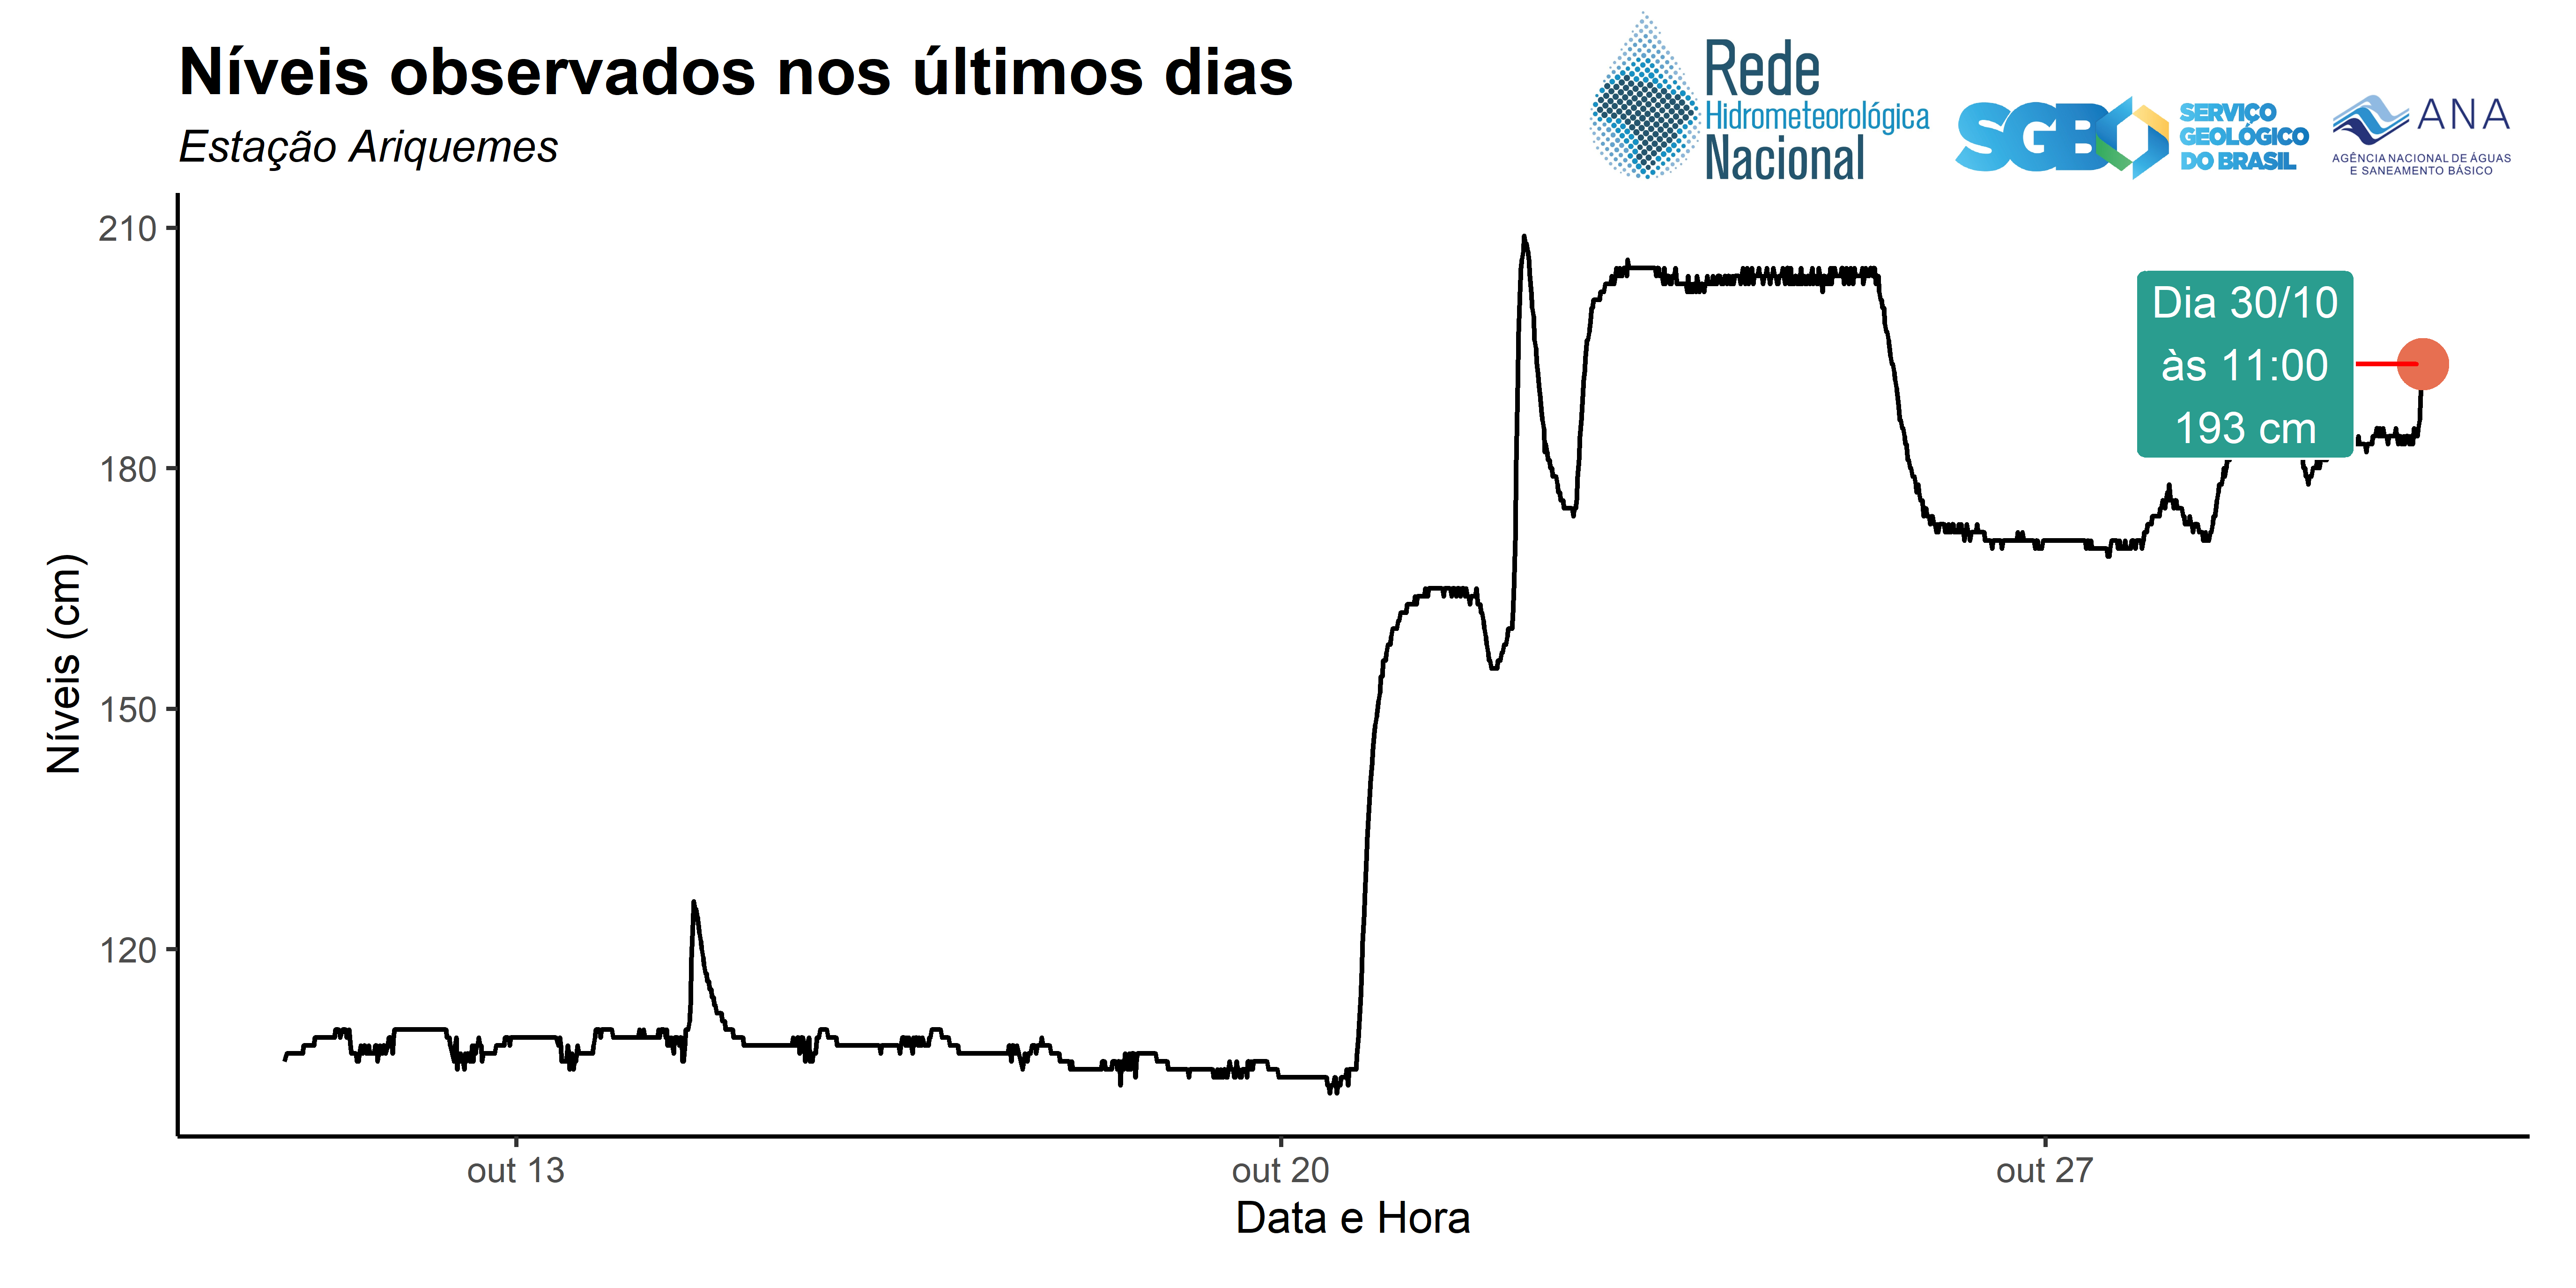 Níveis observados nos últimos dias
Estação Ariquemes
Rede
Hidrometeorológica
Nacional
SGB
SERVIÇO
GEOLÓGICO
DO BRASIL
ANA
AGÊNCIA NACIONAL DE ÁGUAS
E SANEAMENTO BÁSICO
Níveis (cm)
210
180
150
120
Dia 30/10
às 11:00
193 cm
out 13
out 20
out 27
Data e Hora